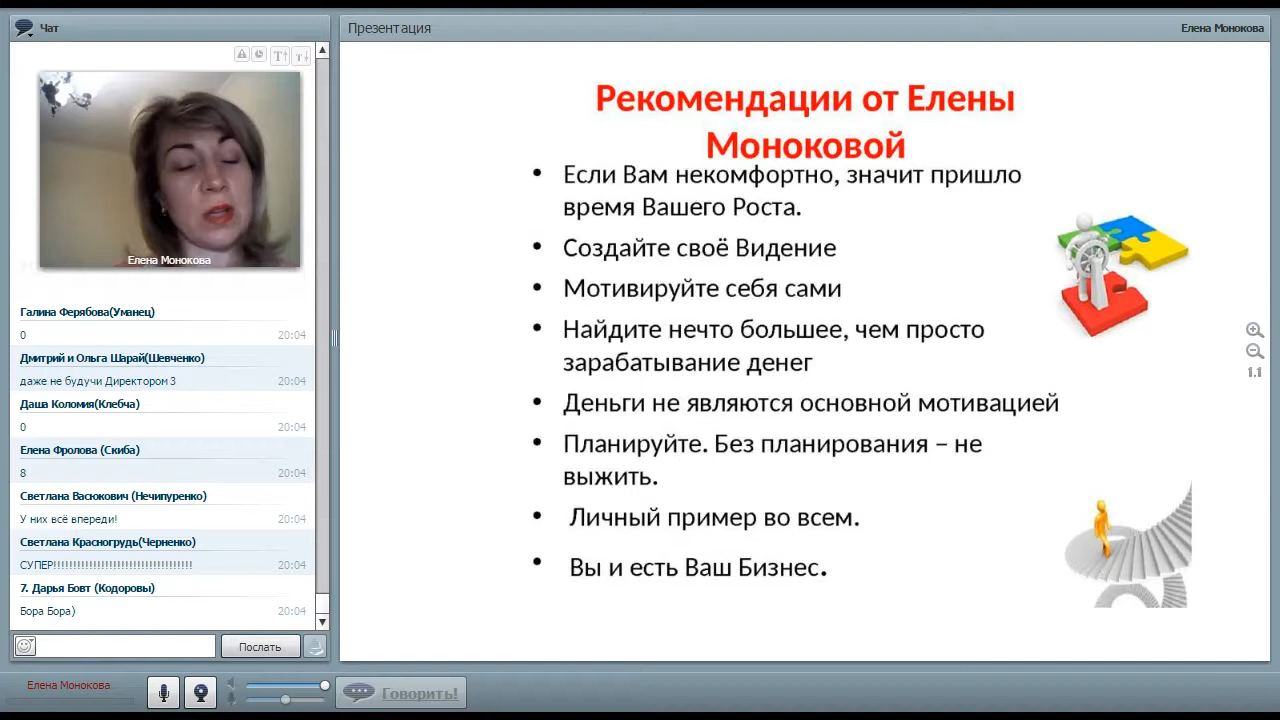 Чат
Презентация
Елена Монокова
Елена Монокова
Галина Ферябова(Уманец)
0 20:04
Дмитрий и Ольга Шарай(Шевченко)
даже не будучи Директором 3 20:04
Даша Коломия(Клебча)
0 20:04
Елена Фролова (Скиба)
8 20:04
Светлана Васюкович (Нечипуренко)
У них всё впереди! 20:04
Светлана Красногрудь(Черненко)
СУПЕР!!!!!!!!!!!!!!!!!!!!!!!!!!!!!!!!!!! 20:04
7. Дарья Бовт (Кодоровы)
Бора Бора) 20:04
Послать
Рекомендации от Елены
Моноковой
• Если Вам некомфортно, значит пришло
время Вашего Роста.
• Создайте своё Видение
• Мотивируйте себя сами
• Найдите нечто большее, чем просто
зарабатывание денег
• Деньги не являются основной мотивацией
• Планируйте. Без планирования – не
выжить.
• Личный пример во всем.
• Вы и есть Ваш Бизнес.
1.1
Елена Монокова
Говорить!